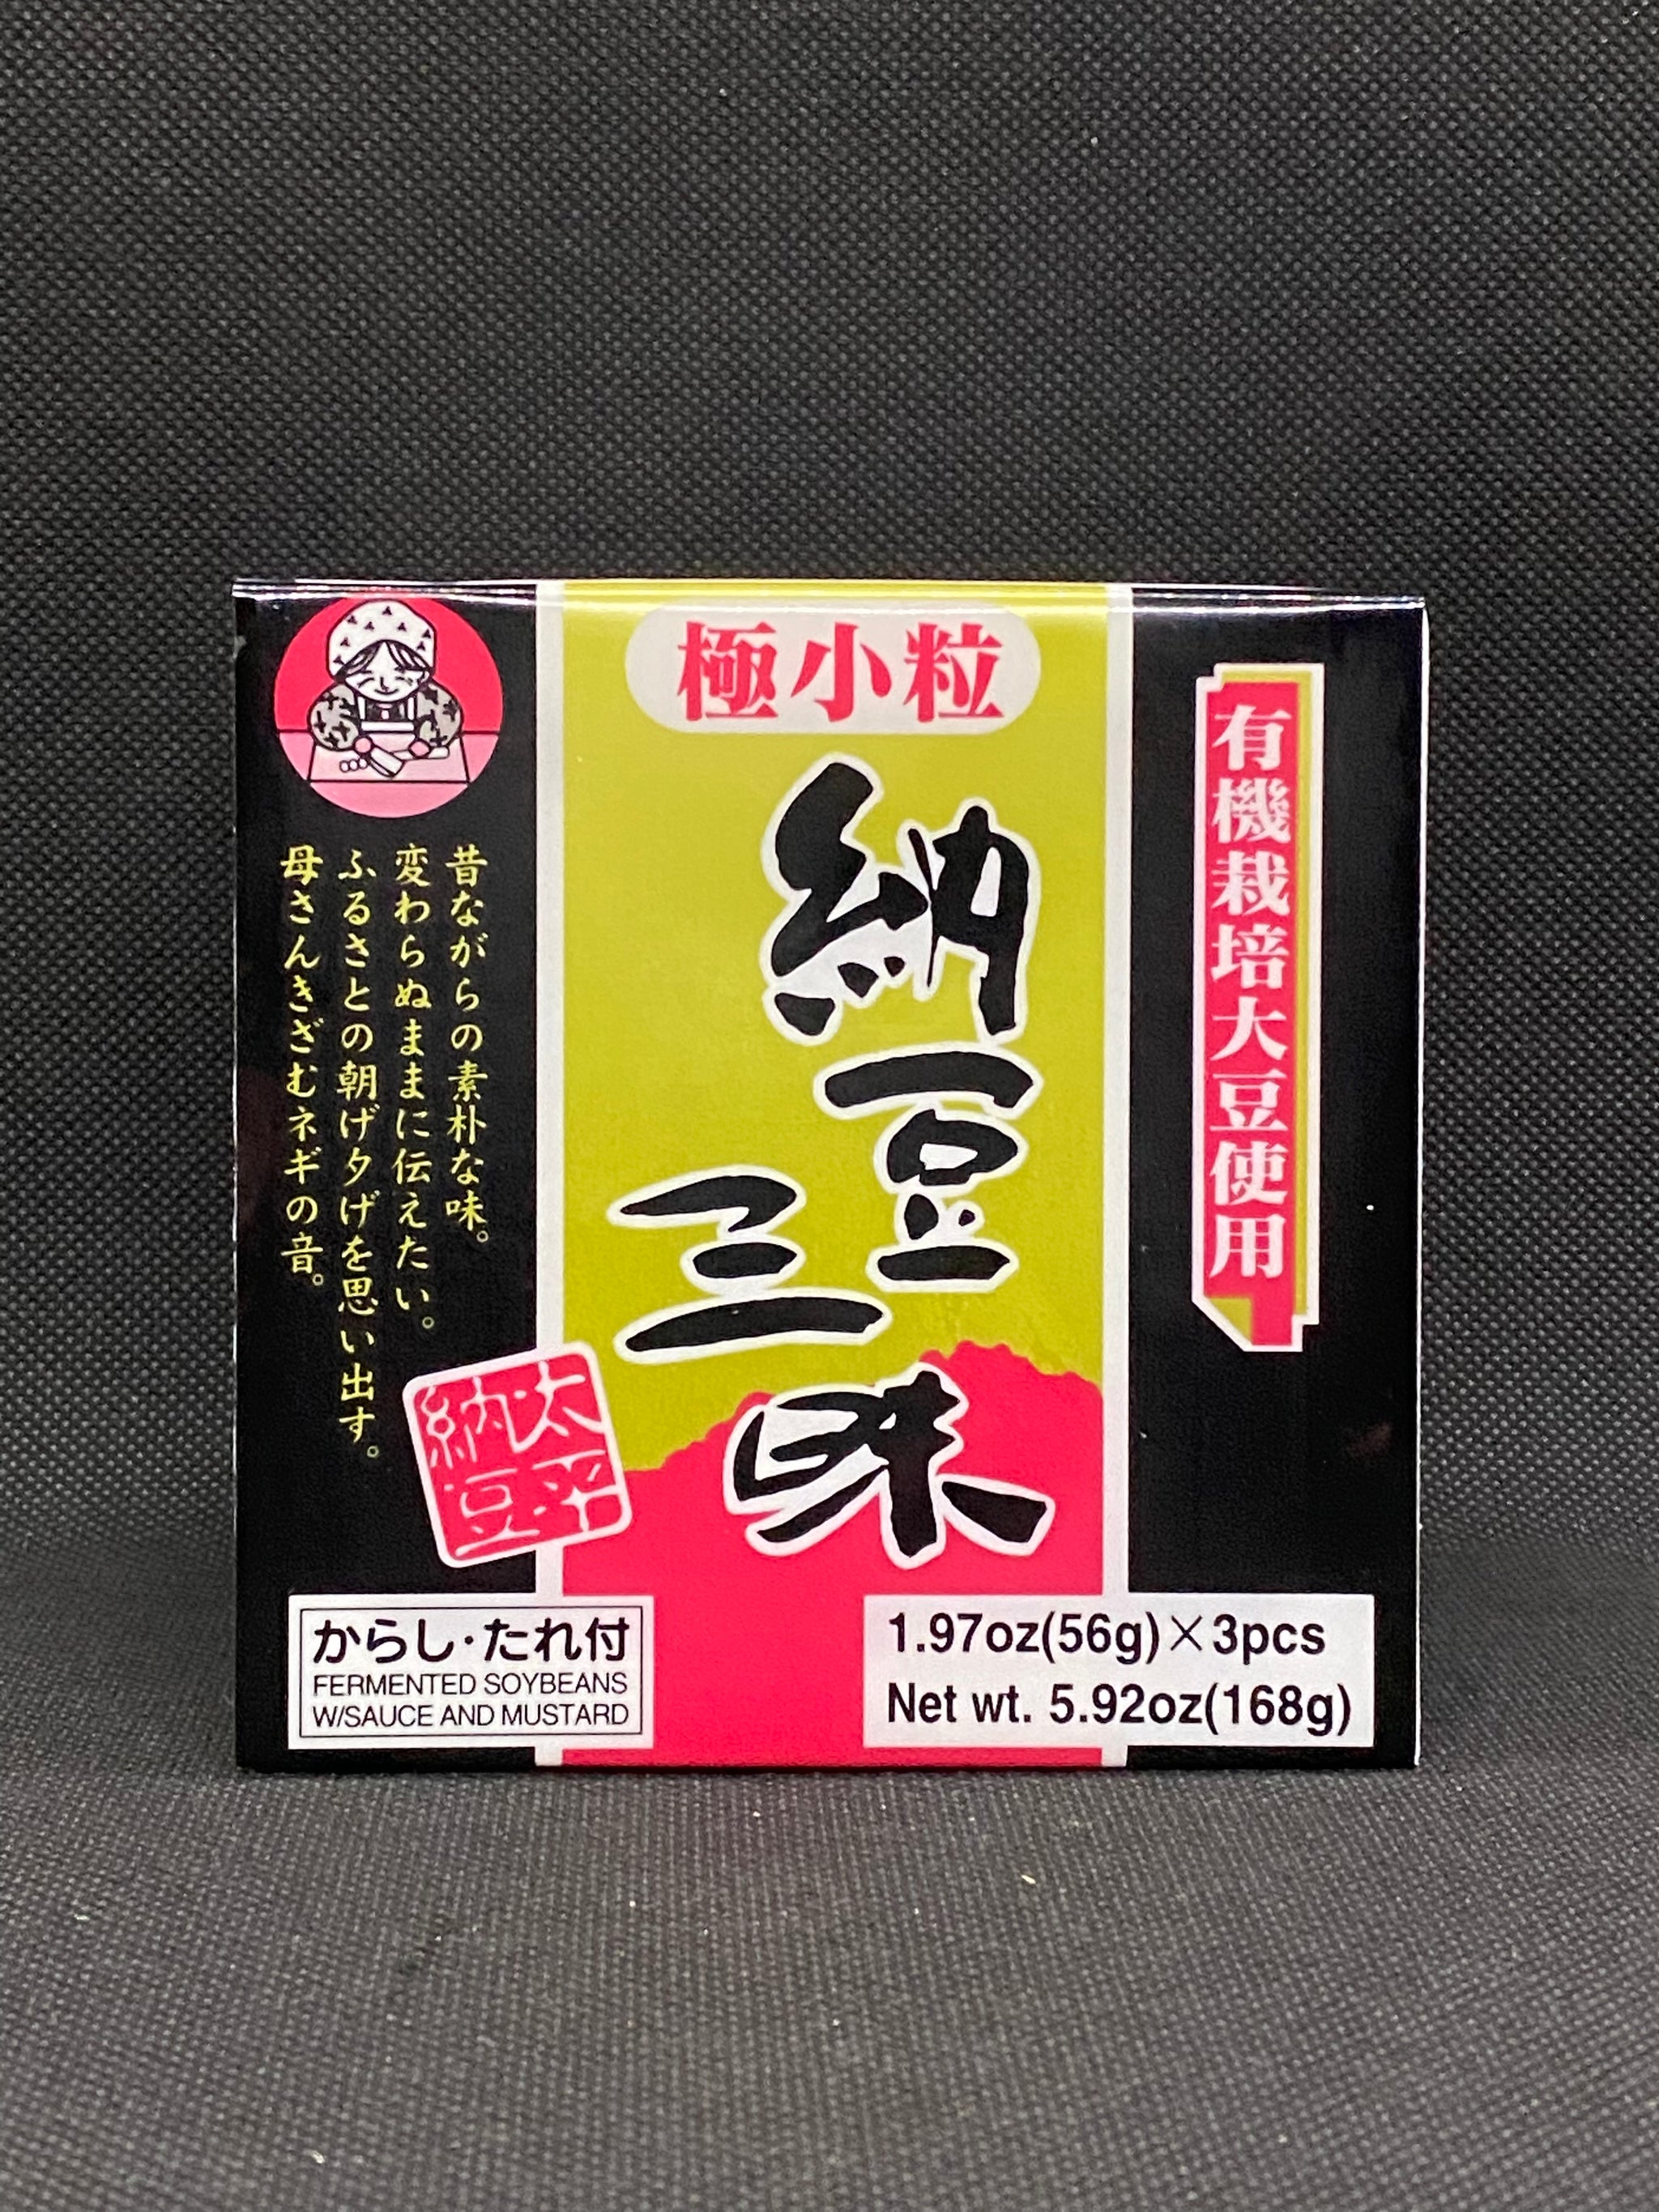 極小粒
納豆
三昧
有機栽培大豆使用
昔ながらの素朴な味。
変わらぬままに伝えたい。
ふるさとの朝げ夕げを思い出す。
母さんきざむネギの音。
太平
納豆
からし・たれ付
FERMENTED SOYBEANS
W/SAUCE AND MUSTARD
1.97oz(56g)×3pcs
Net wt. 5.92oz(168g)